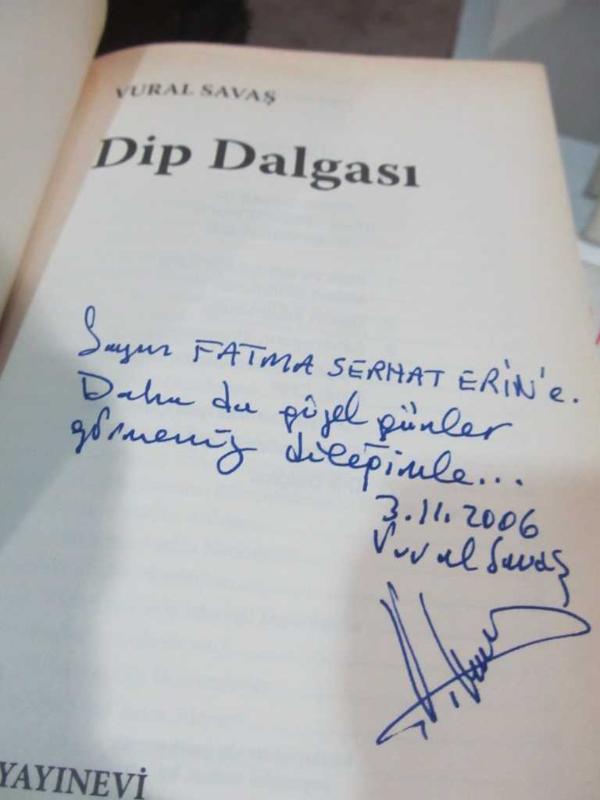 VURAL SAVAŞ
Dip Dalgası
Sayın FATMA SERHAT ERİN'e.
Daha da güzel günler
görmeniz dileğimle...
3.11.2006
Vural Savaş
YAYINEVİ